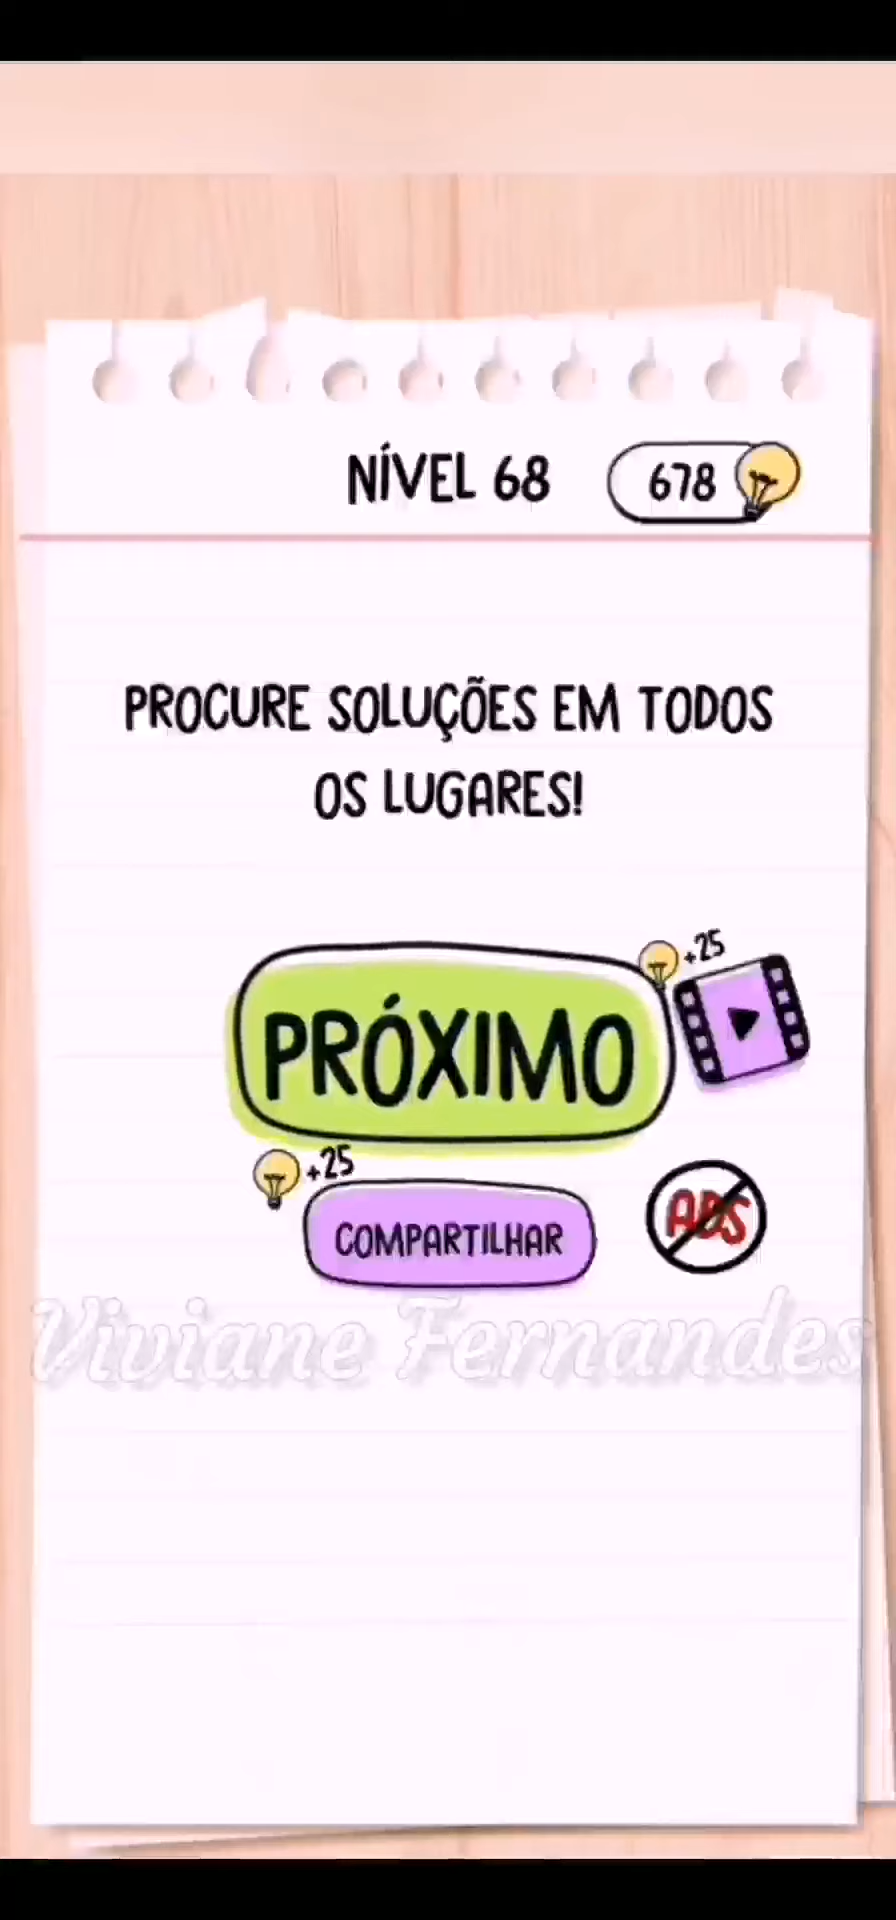 NÍVEL 68
678
PROCURE SOLUÇÕES EM TODOS
OS LUGARES!
+25
PRÓXIMO
+25
COMPARTILHAR
ADS
Viviane Fernandes